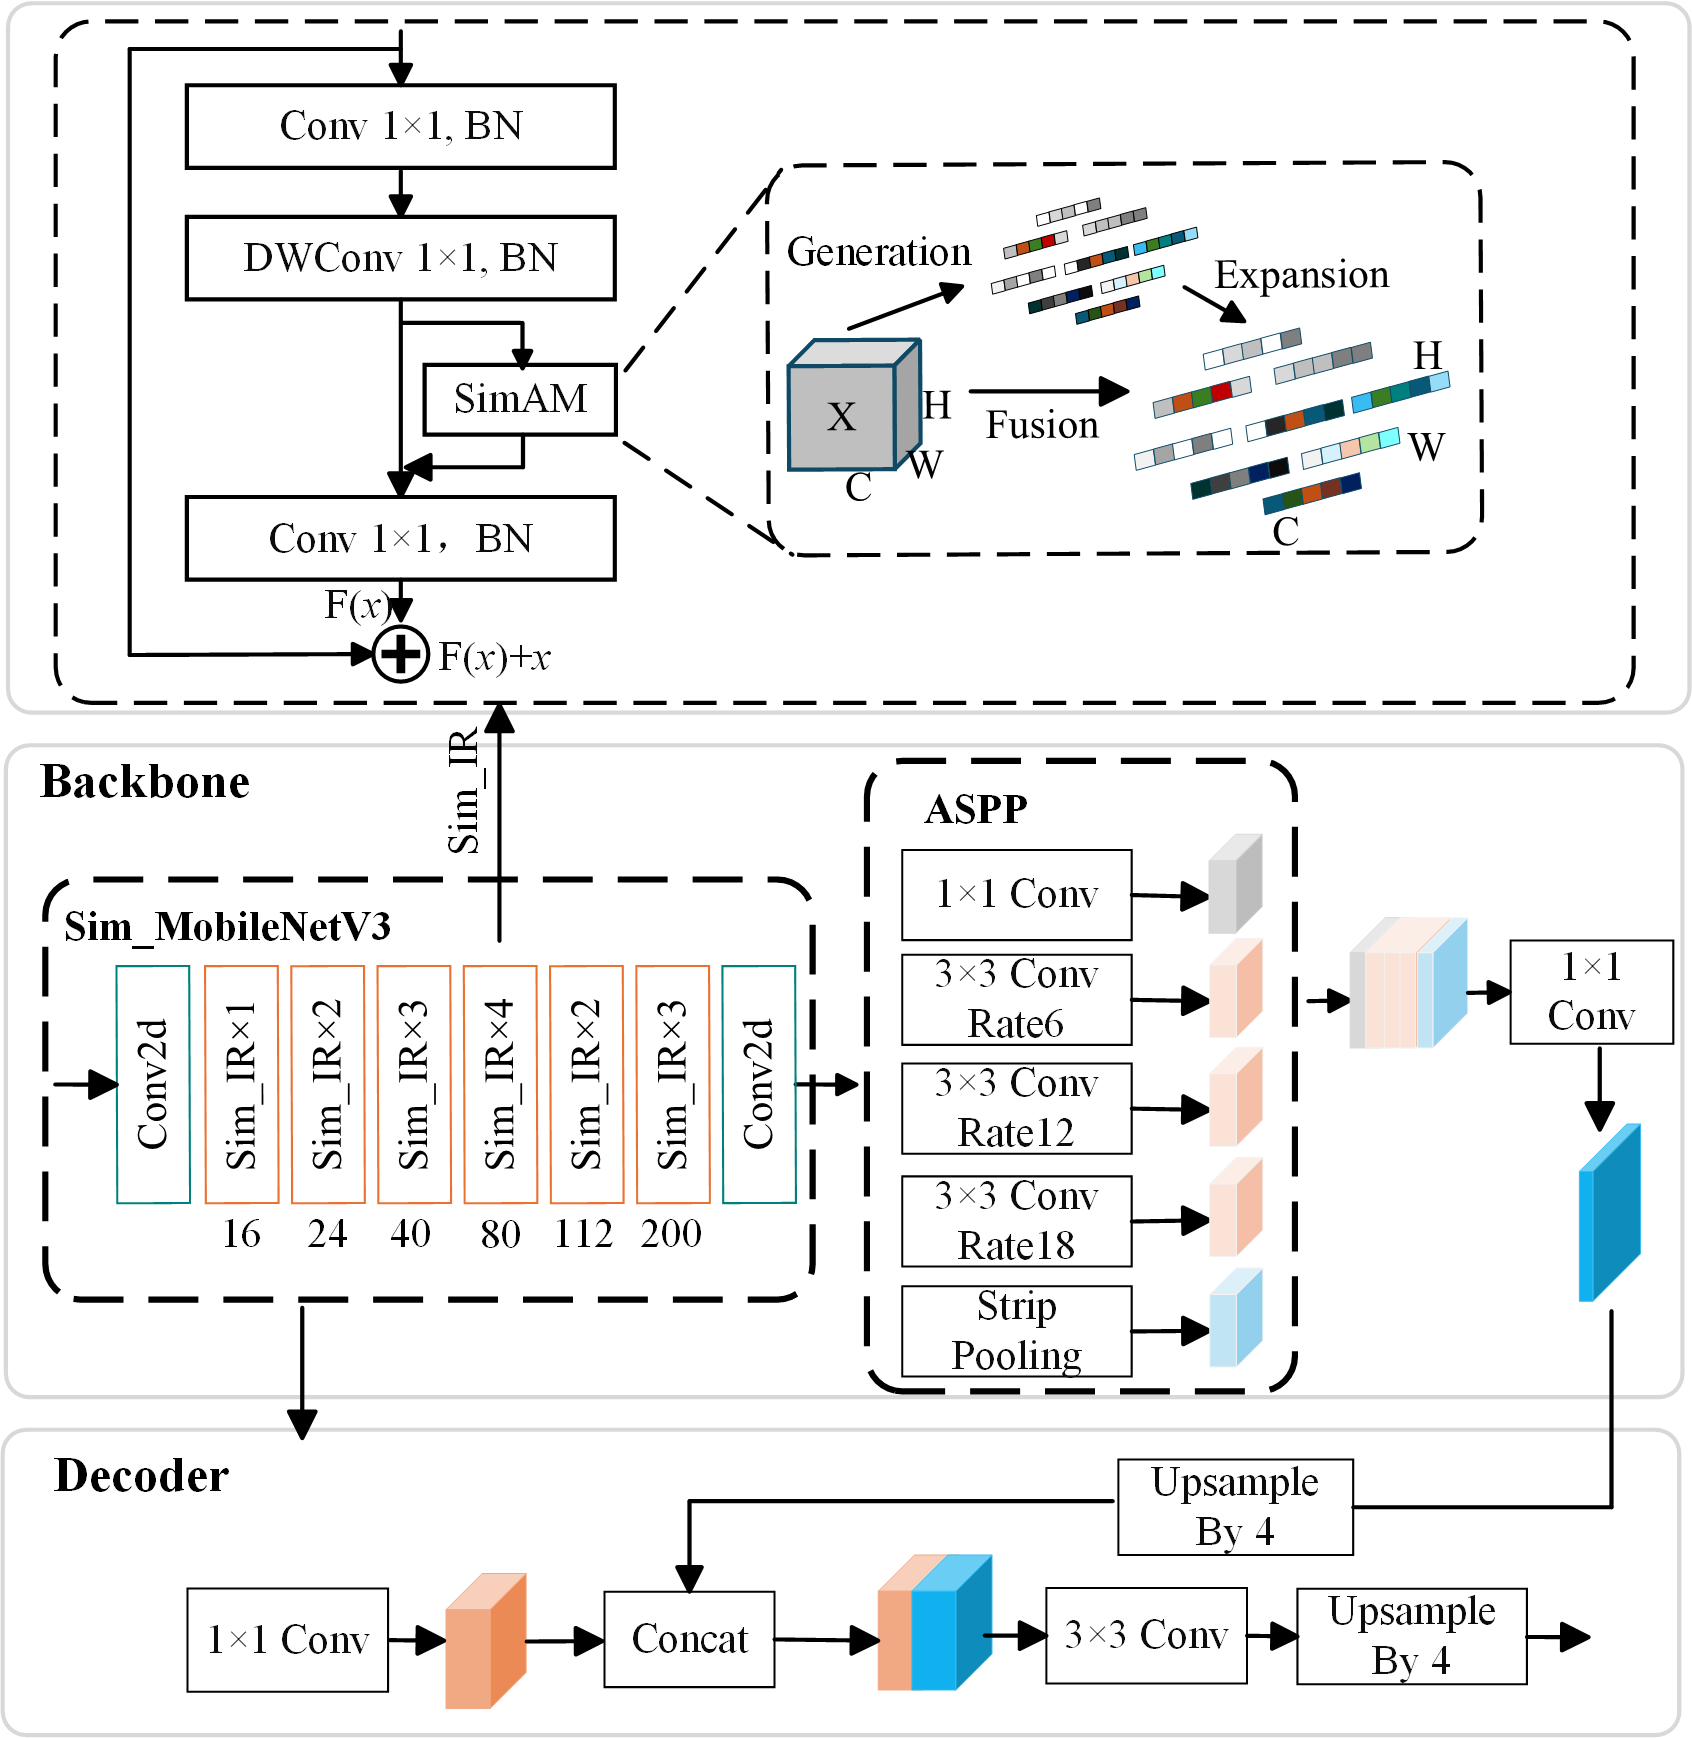 Conv 1×1, BN
DWConv 1×1, BN
SimAM
Conv 1×1，BN
F(x)
F(x)+x
Generation
Expansion
Fusion
X
H
W
C
H
W
C
Sim_IR
Backbone
Sim_MobileNetV3
Conv2d
Sim_IR×1
Sim_IR×2
Sim_IR×3
Sim_IR×4
Sim_IR×2
Sim_IR×3
Conv2d
16
24
40
80
112
200
ASPP
1×1 Conv
3×3 Conv
Rate6
3×3 Conv
Rate12
3×3 Conv
Rate18
Strip
Pooling
1×1
Conv
Decoder
Upsample
By 4
1×1 Conv
Concat
3×3 Conv
Upsample
By 4